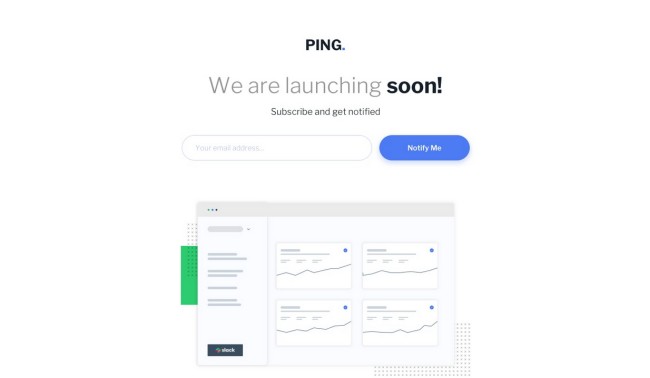 PING.
We are launching soon!
Subscribe and get notified
Your email address...
Notify Me
slack